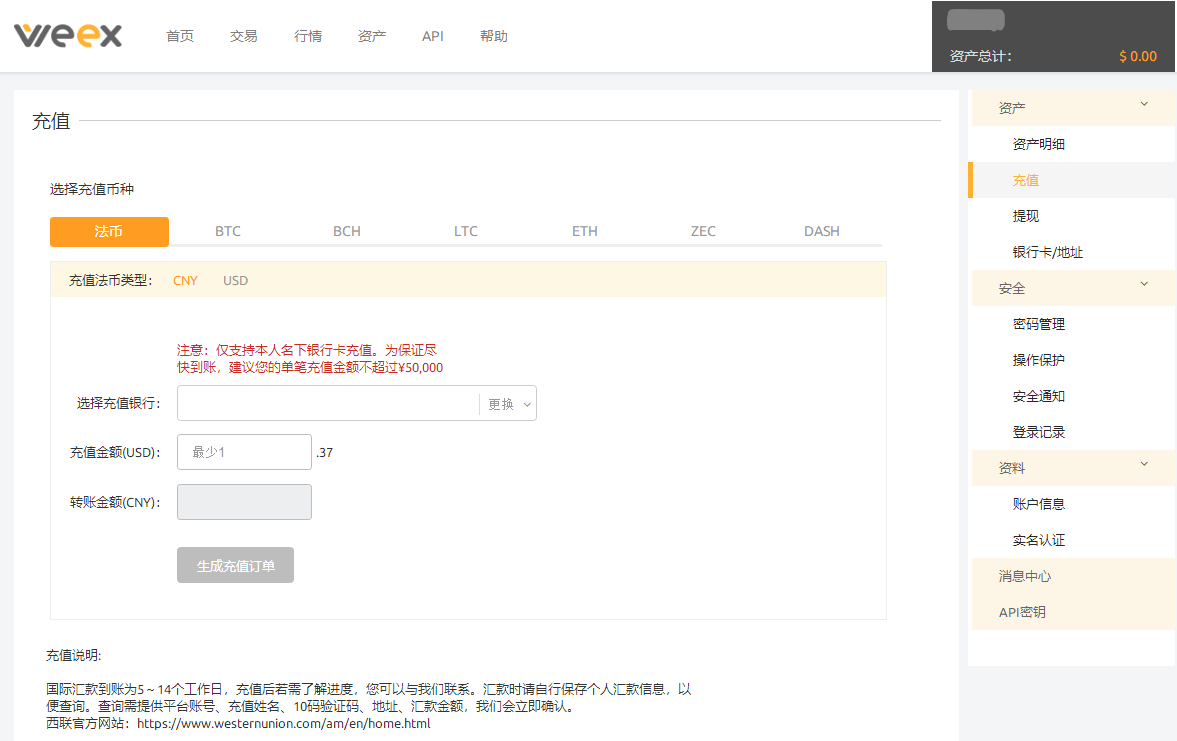 weex
首页 交易 行情 资产 API 帮助
资产总计： $ 0.00
充值
选择充值币种
法币 BTC BCH LTC ETH ZEC DASH
充值法币类型： CNY USD
注意：仅支持本人名下银行卡充值。为保证尽
快到账，建议您的单笔充值金额不超过¥50,000
选择充值银行： 更换
充值金额(USD)： 最少1 .37
转账金额(CNY)：
生成充值订单
充值说明:
国际汇款到账为5～14个工作日，充值后若需了解进度，您可以与我们联系。汇款时请自行保存个人汇款信息，以
便查询。查询需提供平台账号、充值姓名、10码验证码、地址、汇款金额，我们会立即确认。
西联官方网站：https://www.westernunion.com/am/en/home.html
资产
资产明细
充值
提现
银行卡/地址
安全
密码管理
操作保护
安全通知
登录记录
资料
账户信息
实名认证
消息中心
API密钥